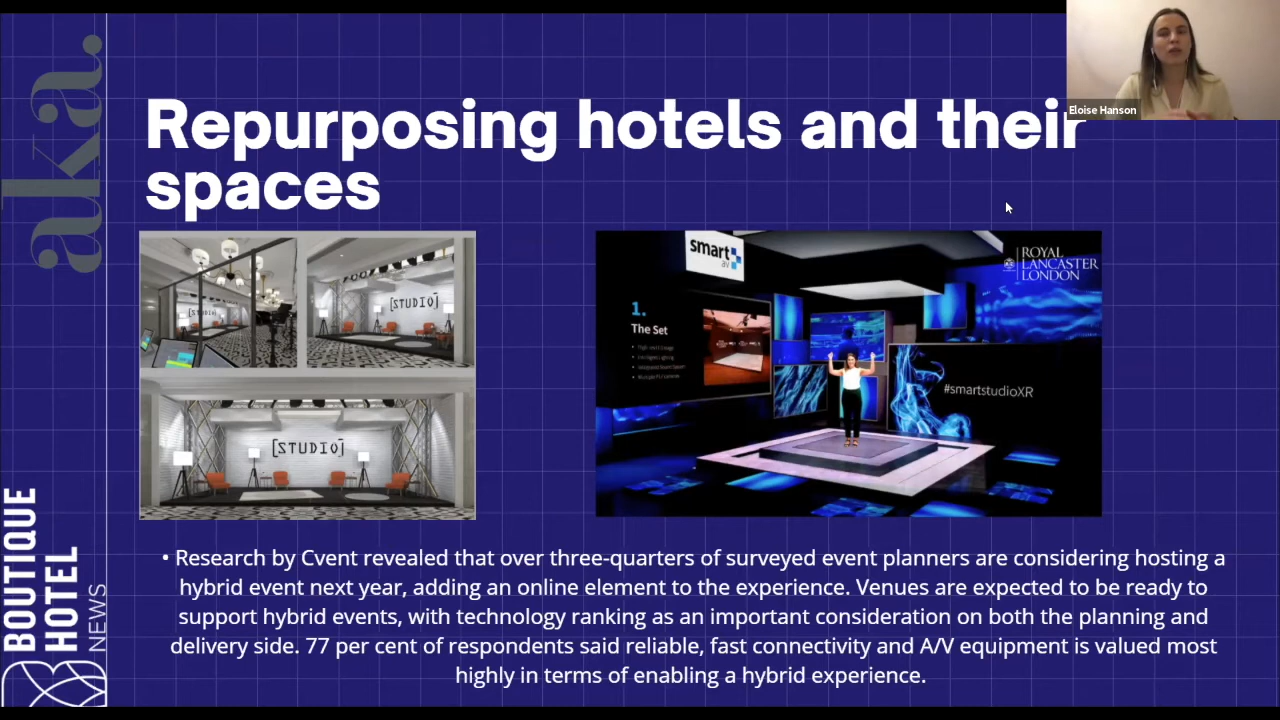 aka.
Eloise Hanson
Repurposing hotels and their
spaces
[STUDIO]
[STUDIO]
[STUDIO]
smart
av
ROYAL
LANCASTER
LONDON
1.
The Set
#smartstudioXR
• Research by Cvent revealed that over three-quarters of surveyed event planners are considering hosting a
hybrid event next year, adding an online element to the experience. Venues are expected to be ready to
support hybrid events, with technology ranking as an important consideration on both the planning and
delivery side. 77 per cent of respondents said reliable, fast connectivity and A/V equipment is valued most
highly in terms of enabling a hybrid experience.
BOUTIQUE
HOTEL
NEWS